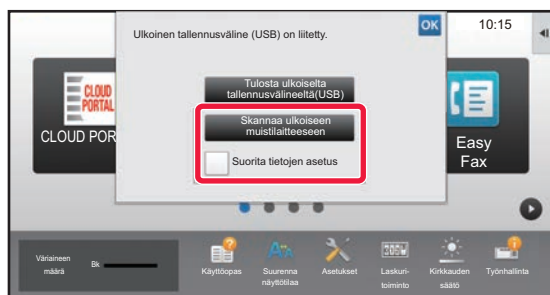 Ulkoinen tallennusväline (USB) on liitetty.
OK
10:15
Tulosta ulkoiselta
tallennusvälineeltä(USB)
Skannaa ulkoiseen
muistilaitteeseen
Suorita tietojen asetus
CLOUD
PORTAL
CLOUD POR
Easy
Fax
Väriaineen
määrä
Bk
Käyttöopas
Suurenna
näyttötilaa
Asetukset
Laskuri-
toiminto
Kirkkauden
säätö
Työnhallinta